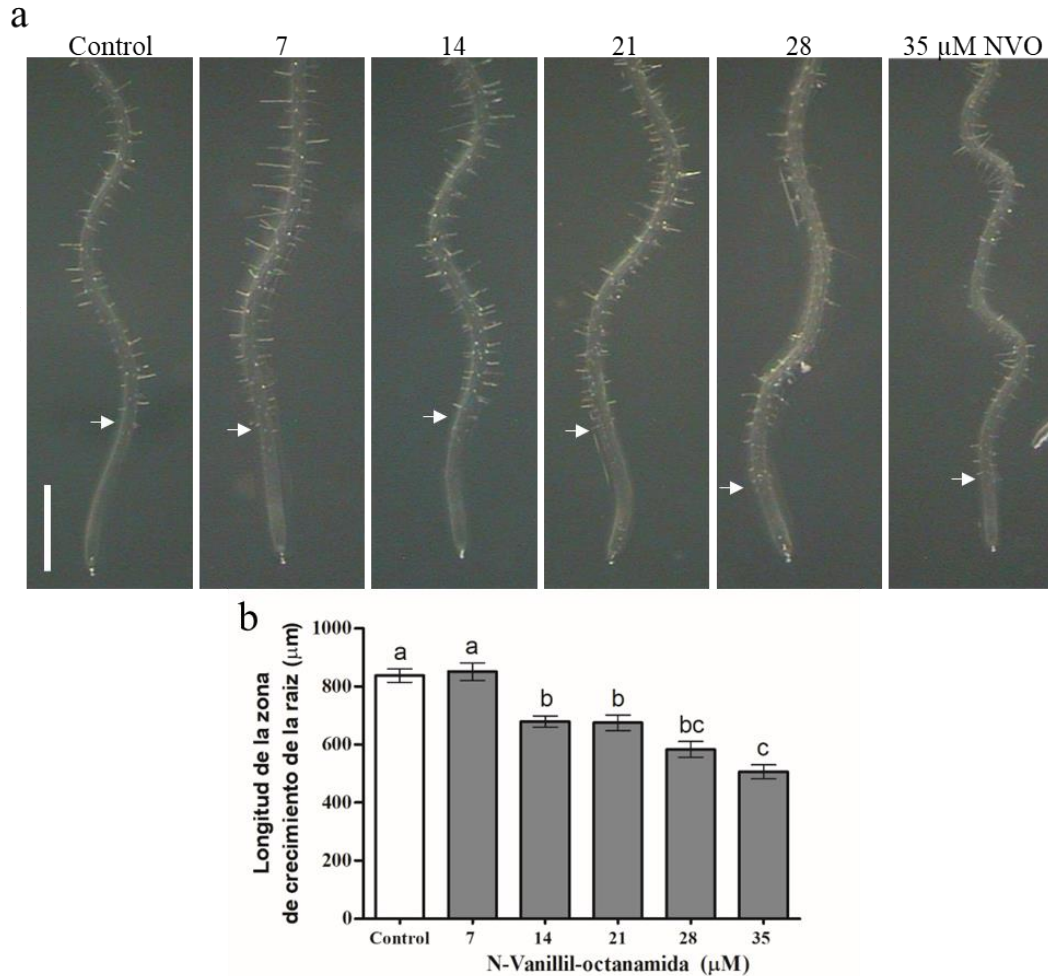 a
Control 7 14 21 28 35 µM NVO
b
Longitud de la zona
de crecimiento de la raiz (µm)
1000
800
600
400
200
0
a a b b bc c
Control 7 14 21 28 35
N-Vanillil-octanamida (µM)